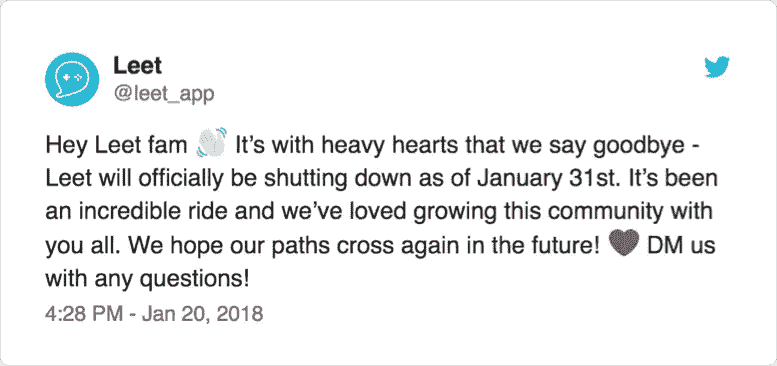 Leet
@leet_app
Hey Leet fam 👋 It’s with heavy hearts that we say goodbye -
Leet will officially be shutting down as of January 31st. It’s been
an incredible ride and we’ve loved growing this community with
you all. We hope our paths cross again in the future! 🖤 DM us
with any questions!
4:28 PM - Jan 20, 2018